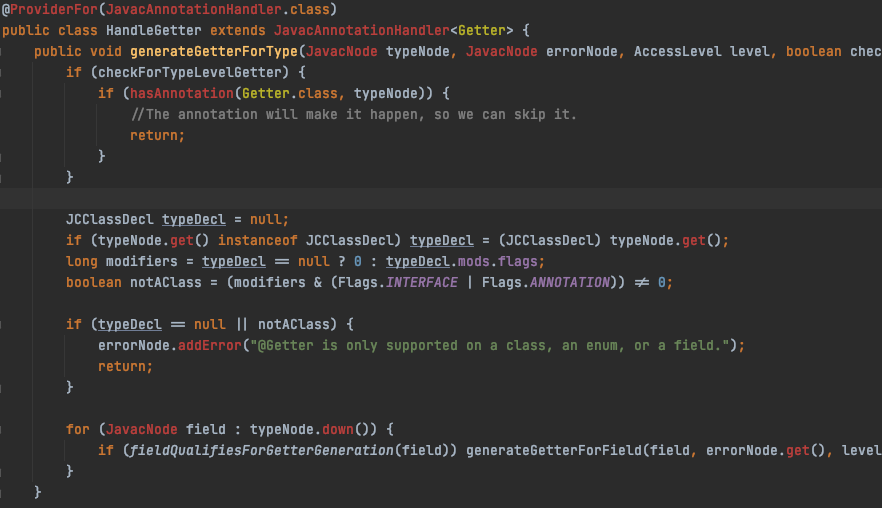 @ProviderFor(JavacAnnotationHandler.class)
public class HandleGetter extends JavacAnnotationHandler<Getter> {
    public void generateGetterForType(JavacNode typeNode, JavacNode errorNode, AccessLevel level, boolean chec
        if (checkForTypeLevelGetter) {
            if (hasAnnotation(Getter.class, typeNode)) {
                //The annotation will make it happen, so we can skip it.
                return;
            }
        }

        JCClassDecl typeDecl = null;
        if (typeNode.get() instanceof JCClassDecl) typeDecl = (JCClassDecl) typeNode.get();
        long modifiers = typeDecl == null ? 0 : typeDecl.mods.flags;
        boolean notAClass = (modifiers & (Flags.INTERFACE | Flags.ANNOTATION)) != 0;

        if (typeDecl == null || notAClass) {
            errorNode.addError("@Getter is only supported on a class, an enum, or a field.");
            return;
        }

        for (JavacNode field : typeNode.down()) {
            if (fieldQualifiesForGetterGeneration(field)) generateGetterForField(field, errorNode.get(), level
        }
    }